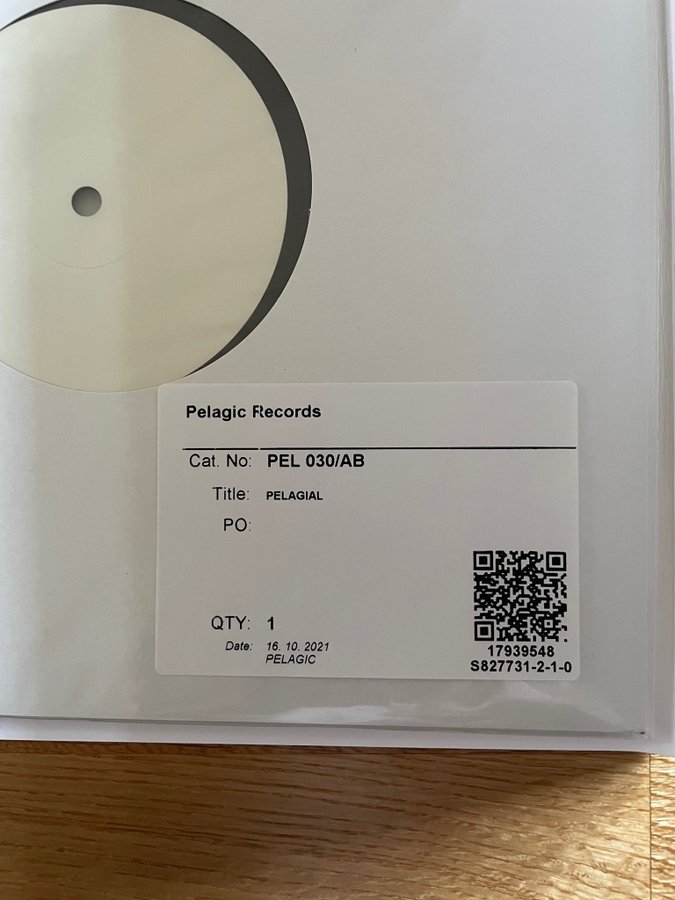 Pelagic Records
Cat. No: PEL 030/AB
Title: PELAGIAL
PO:
QTY: 1
Date: 16. 10. 2021
PELAGIC
17939548
S827731-2-1-0